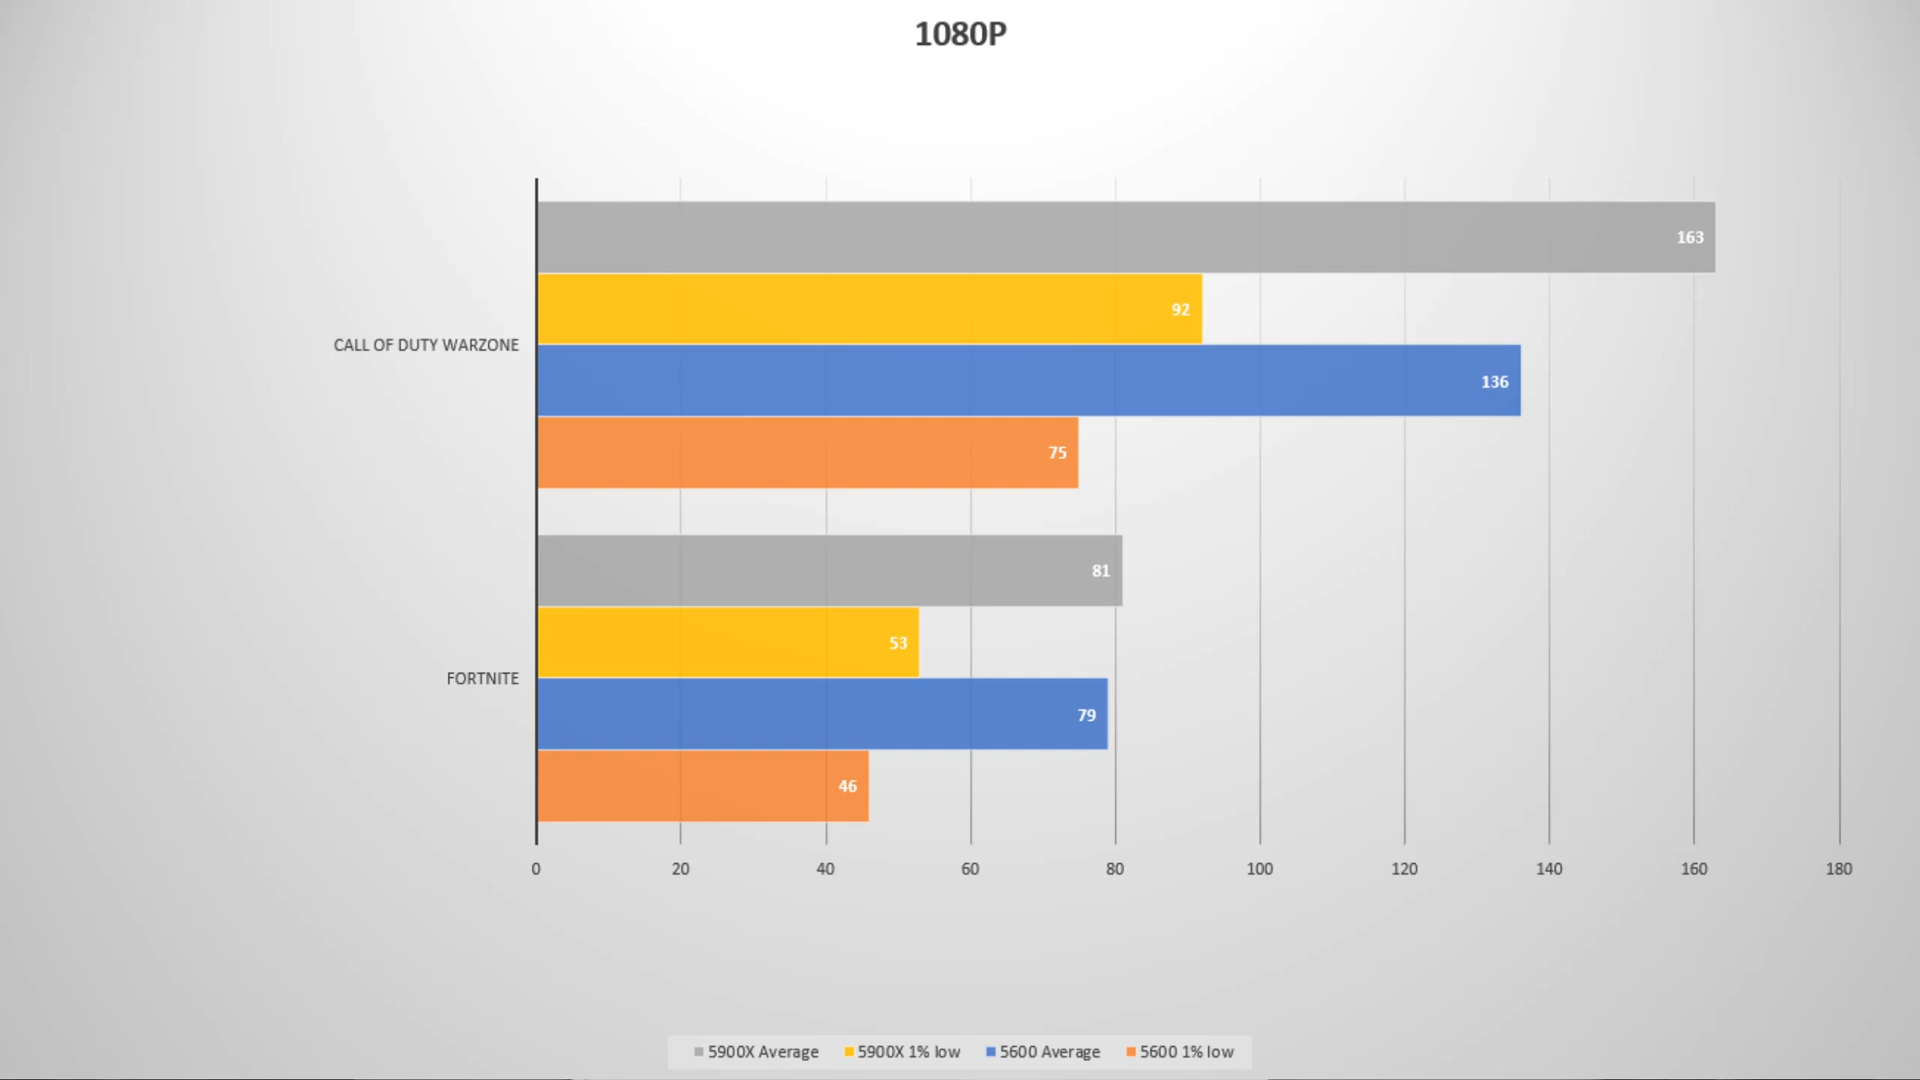 1080P
163
92
CALL OF DUTY WARZONE
136
75
81
53
FORTNITE
79
46
0 20 40 60 80 100 120 140 160 180
5900X Average 5900X 1% low 5600 Average 5600 1% low